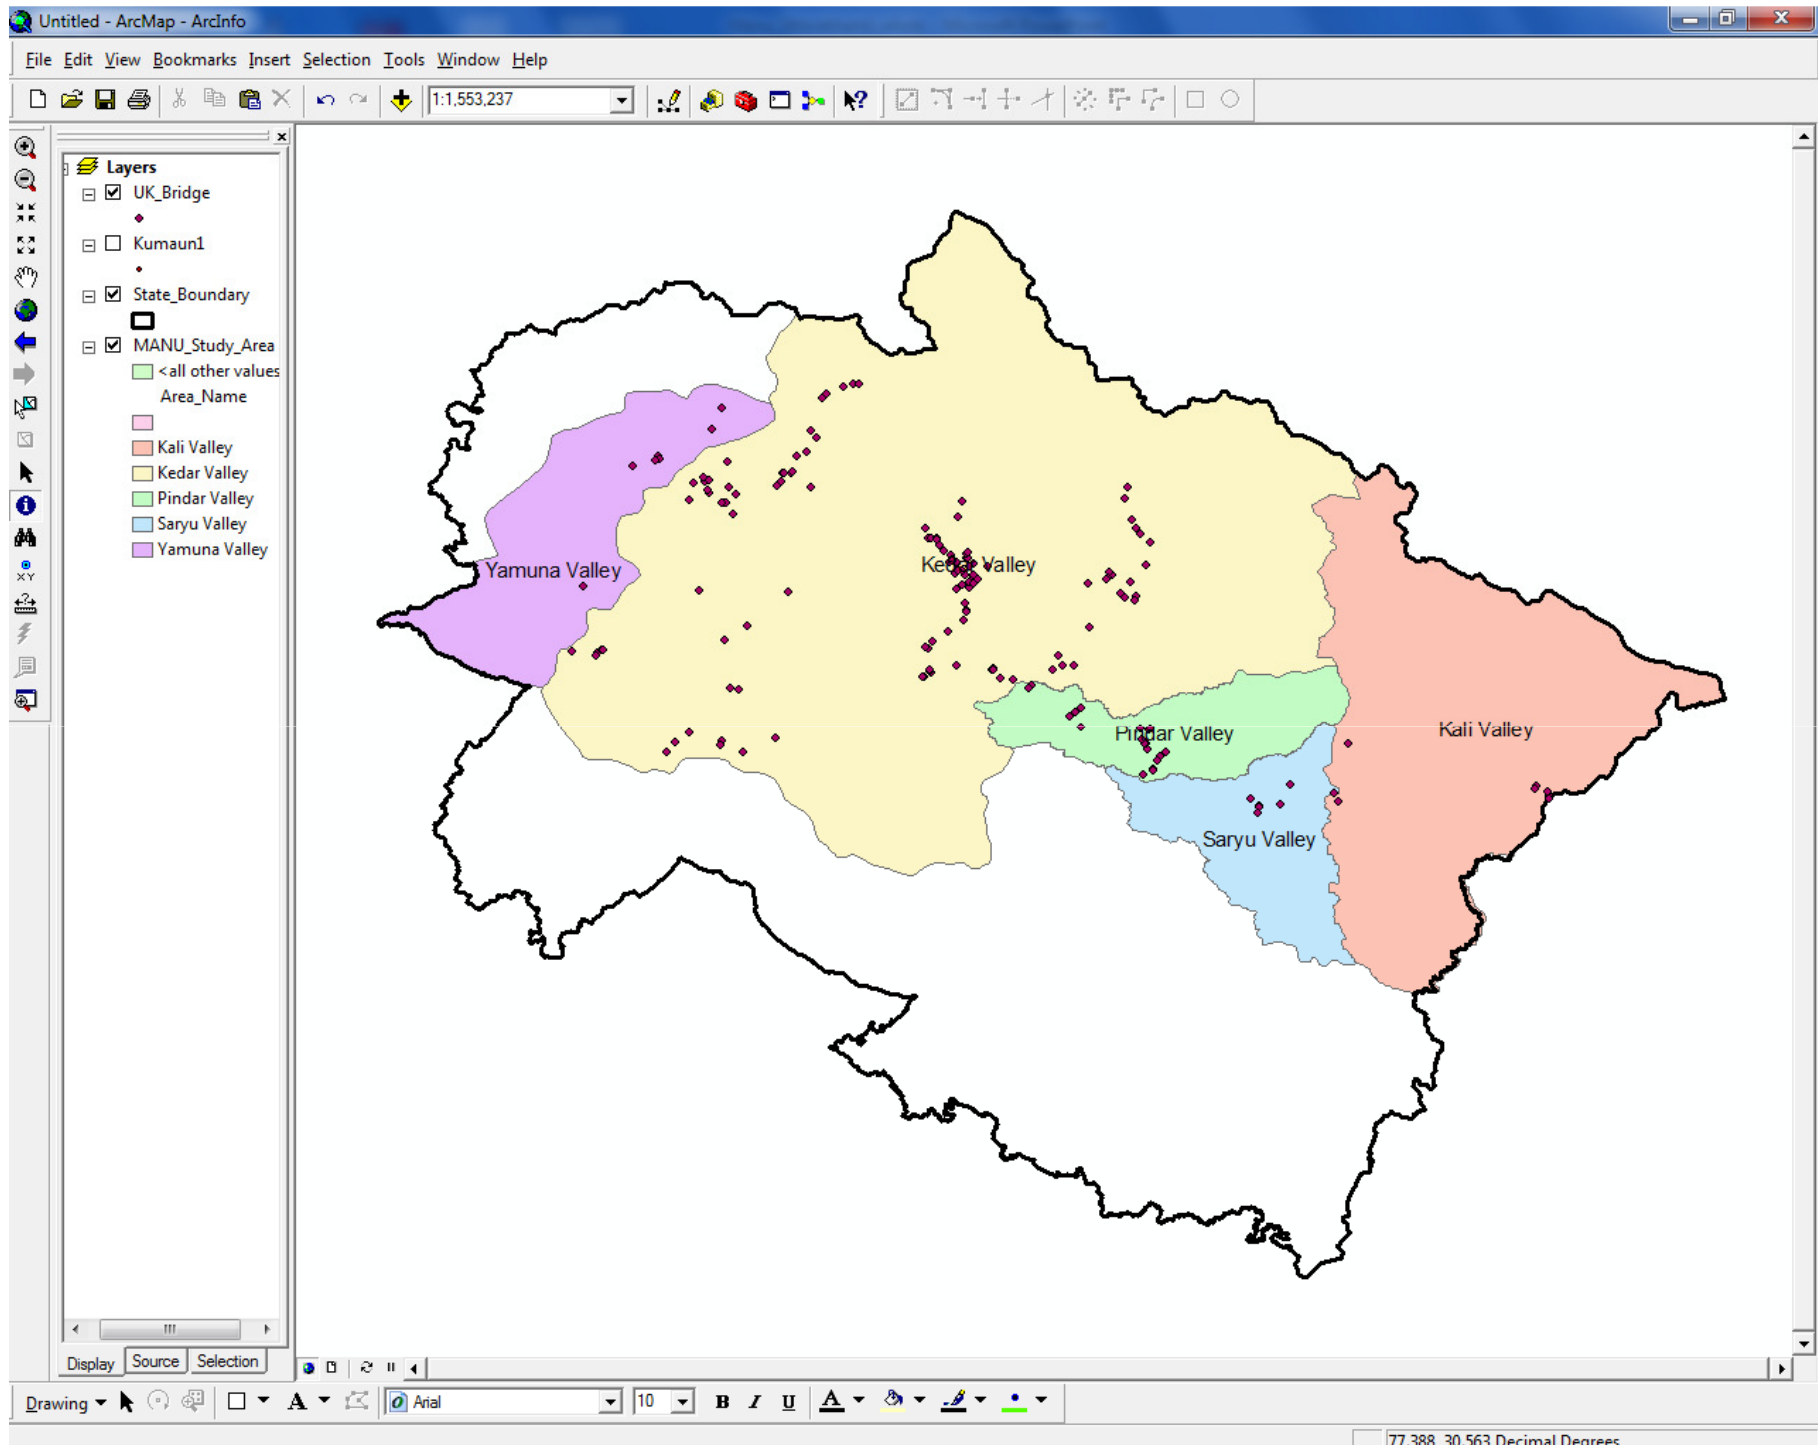 Untitled - ArcMap - ArcInfo
File Edit View Bookmarks Insert Selection Tools Window Help
1:1,553,237
Layers
UK_Bridge
Kumaun1
State_Boundary
MANU_Study_Area
<all other values
Area_Name
Kali Valley
Kedar Valley
Pindar Valley
Saryu Valley
Yamuna Valley
Yamuna Valley
Kedar Valley
Pindar Valley
Kali Valley
Saryu Valley
Display Source Selection
Drawing A Arial 10 B I U A
77.388 30.563 Decimal Degrees